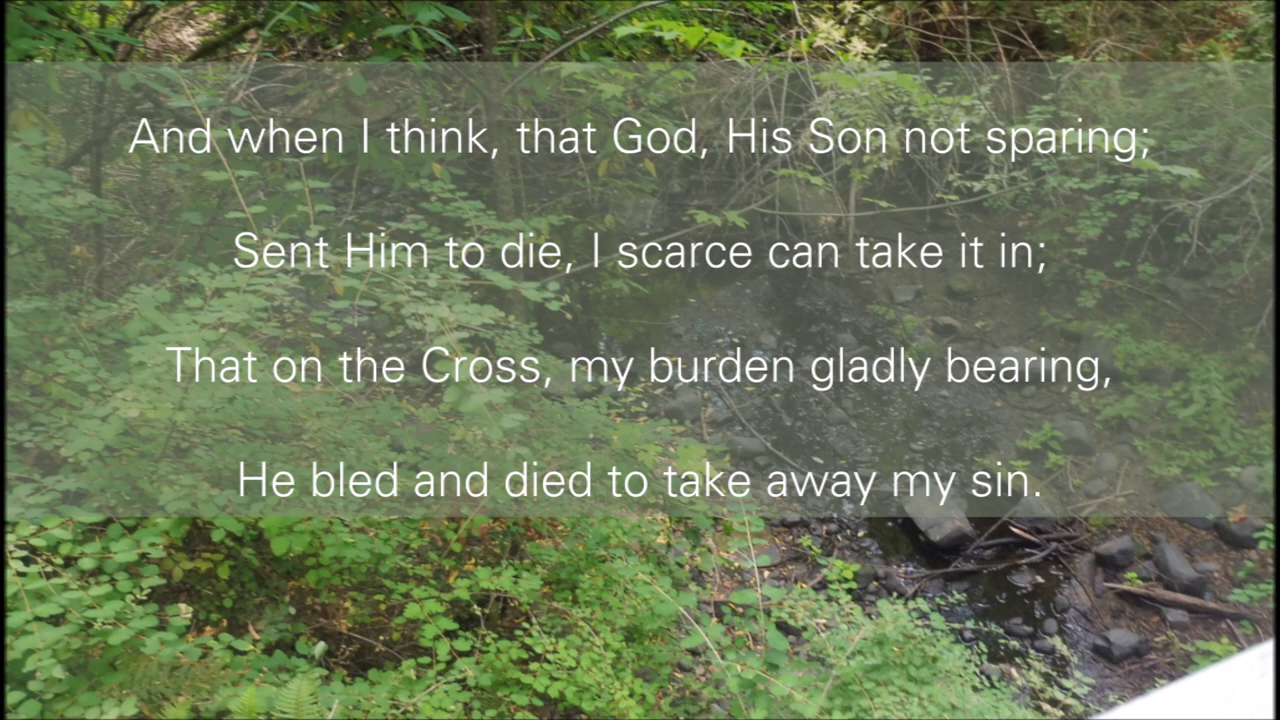 And when I think, that God, His Son not sparing;
Sent Him to die, I scarce can take it in;
That on the Cross, my burden gladly bearing,
He bled and died to take away my sin.